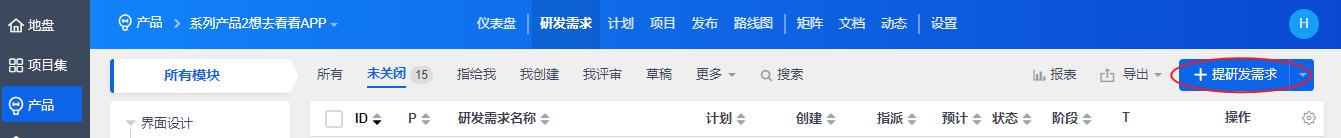 地盘
项目集
产品
产品 系列产品2想去看看APP 仪表盘 研发需求 计划 项目 发布 路线图 矩阵 文档 动态 设置 H
所有模块
界面设计
所有 未关闭 15 指给我 我创建 我评审 草稿 更多 搜索 报表 导出 提研发需求
ID P 研发需求名称 计划 创建 指派 预计 状态 阶段 T 操作